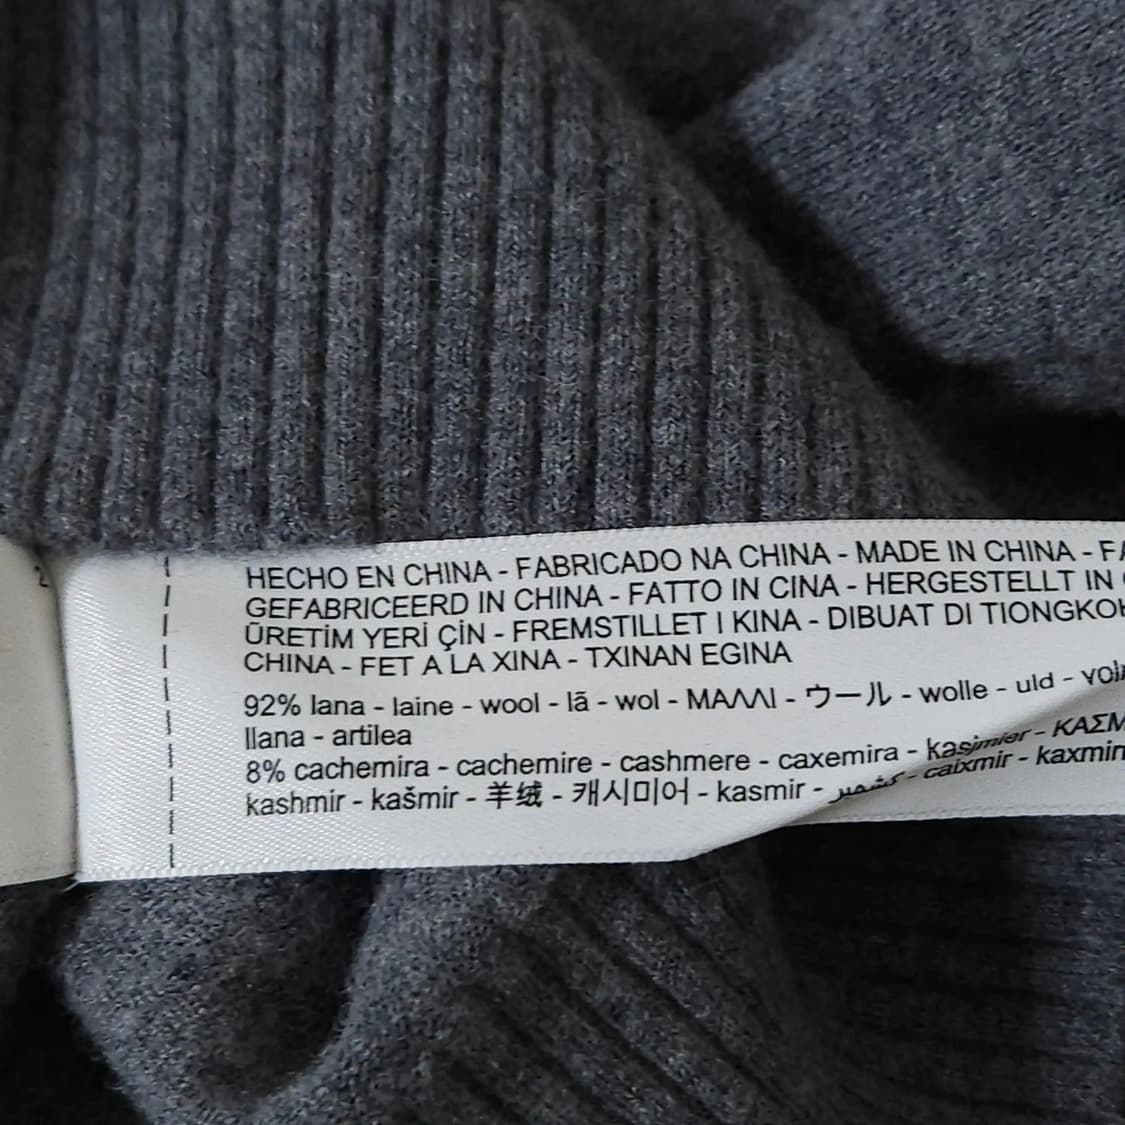 2
HECHO EN CHINA - FABRICADO NA CHINA - MADE IN CHINA -
GEFABRICEERD IN CHINA - FATTO IN CINA - HERGESTELLT IN
ÜRETİM YERİ ÇİN - FREMSTILLET I KINA - DIBUAT DI
CHINA - FET A LA XINA - TXINAN EGINA
92% lana - laine - wool - lã - wol - ΜΑΛΛΙ - ウール - wolle - uld -
llana - artilea
8% cachemira - cachemire - cashmere - caxemira - kasjmier -
kashmir - kašmir - 羊绒 - 캐시미어 - kasmir - كشمير - caixmir -